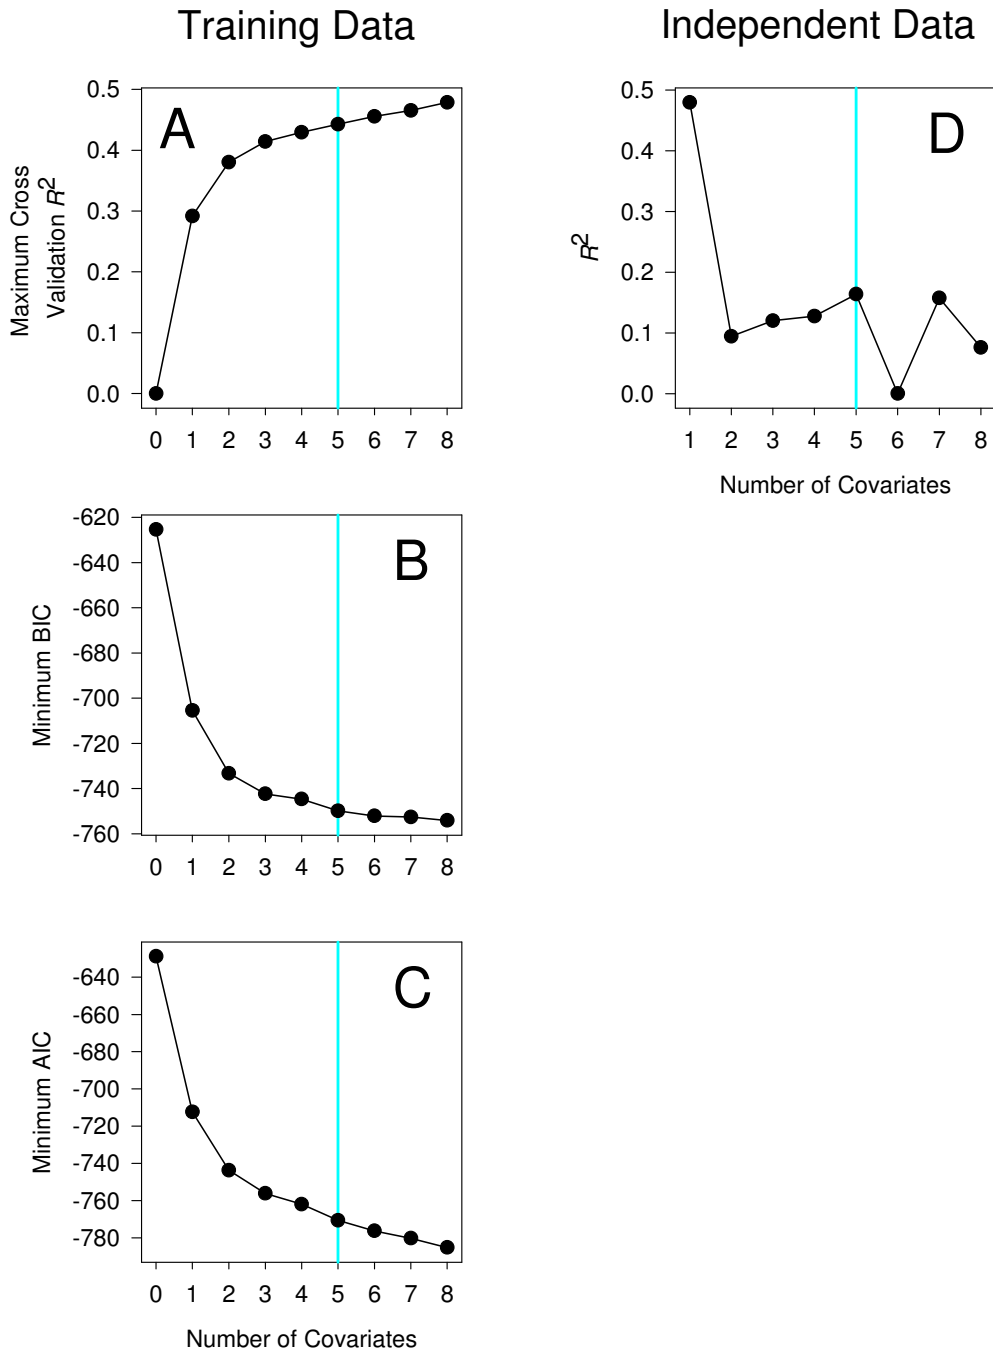 Training Data
Independent Data
A
Maximum Cross
Validation R2
0.5
0.4
0.3
0.2
0.1
0.0
0 1 2 3 4 5 6 7 8
D
R2
0.5
0.4
0.3
0.2
0.1
0.0
1 2 3 4 5 6 7 8
Number of Covariates
B
Minimum BIC
-620
-640
-660
-680
-700
-720
-740
-760
0 1 2 3 4 5 6 7 8
C
Minimum AIC
-640
-660
-680
-700
-720
-740
-760
-780
0 1 2 3 4 5 6 7 8
Number of Covariates